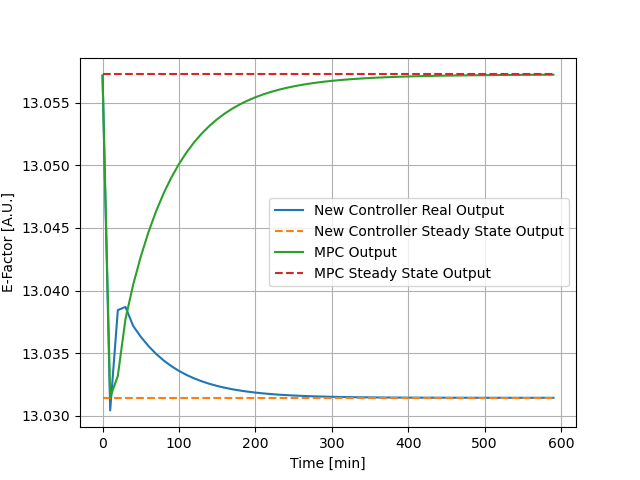 E-Factor [A.U.]
13.055
13.050
13.045
13.040
13.035
13.030
New Controller Real Output
New Controller Steady State Output
MPC Output
MPC Steady State Output
0 100 200 300 400 500 600
Time [min]